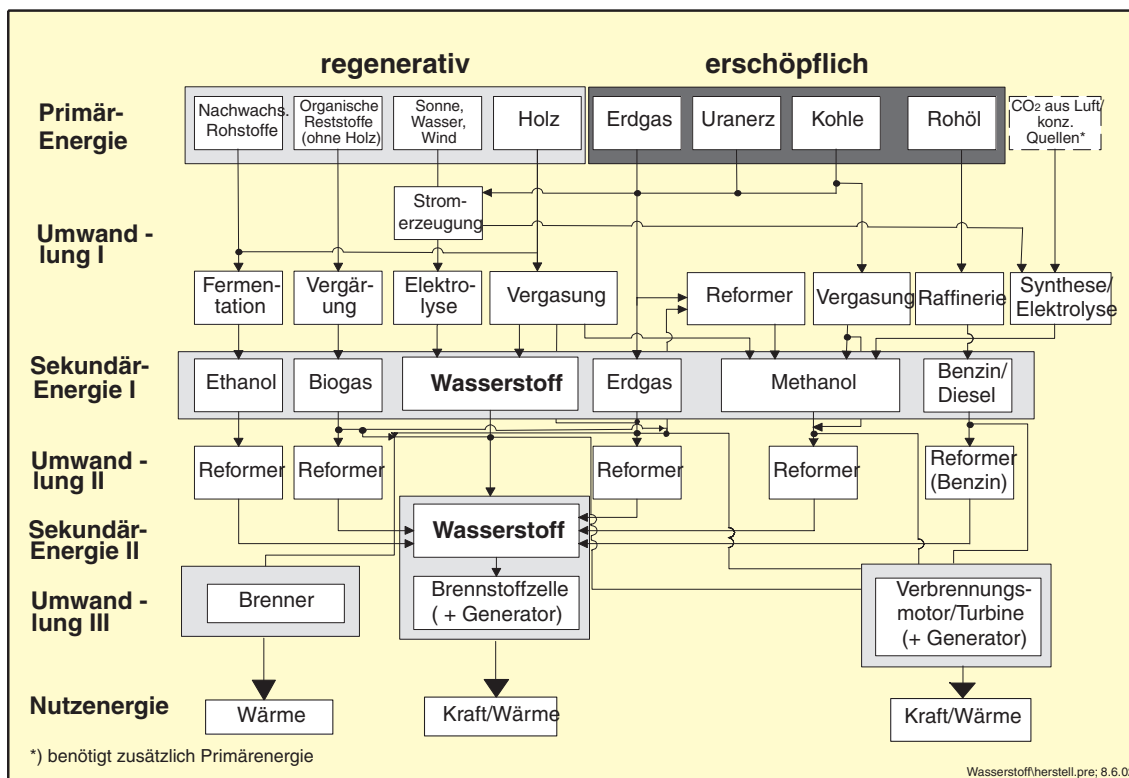 regenerativ
erschöpflich
Primär-
Energie
Nachwachs.
Rohstoffe
Organische
Reststoffe
(ohne Holz)
Sonne,
Wasser,
Wind
Holz
Erdgas
Uranerz
Kohle
Rohöl
CO2 aus Luft/
konz.
Quellen*
Umwand -
lung I
Strom-
erzeugung
Fermen-
tation
Vergär-
ung
Elektro-
lyse
Vergasung
Reformer
Vergasung
Raffinerie
Synthese/
Elektrolyse
Sekundär-
Energie I
Ethanol
Biogas
Wasserstoff
Erdgas
Methanol
Benzin/
Diesel
Umwand -
lung II
Reformer
Reformer
Reformer
Reformer
Reformer
(Benzin)
Sekundär-
Energie II
Wasserstoff
Umwand -
lung III
Brenner
Brennstoffzelle
( + Generator)
Verbrennungs-
motor/Turbine
(+ Generator)
Nutzenergie
Wärme
Kraft/Wärme
Kraft/Wärme
*) benötigt zusätzlich Primärenergie
Wasserstoff\herstell.pre; 8.6.0